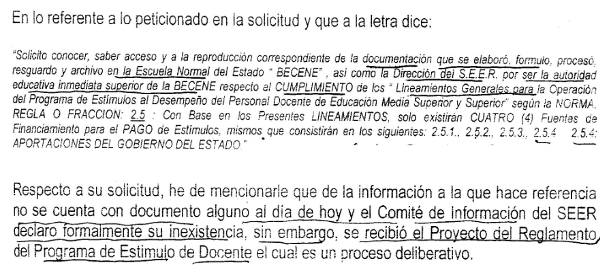 En lo referente a lo peticionado en la solicitud y que a la letra dice:
"Solicito conocer, saber acceso y a la reproducción correspondiente de la documentación que se elaboró, formulo, procesó,
resguardo y archivo en la Escuela Normal del Estado " BECENE" , así como la Dirección del S.E.E.R. por ser la autoridad
educativa inmediata superior de la BECENE respecto al CUMPLIMIENTO de los " Lineamientos Generales para la Operación
del Programa de Estímulos al Desempeño del Personal Docente de Educación Media Superior y Superior" según la NORMA,
REGLA O FRACCION: 2.5 : Con Base en los Presentes LINEAMIENTOS, solo existirán CUATRO (4) Fuentes de
Financiamiento para el PAGO de Estímulos, mismos que consistirán en los siguientes: 2.5.1., 2.5.2., 2.5.3., 2.5.4 2.5.4:
APORTACIONES DEL GOBIERNO DEL ESTADO."
Respecto a su solicitud, he de mencionarle que de la información a la que hace referencia
no se cuenta con documento alguno al día de hoy y el Comité de Información del SEER
declaro formalmente su inexistencia, sin embargo, se recibió el Proyecto del Reglamento
del Programa de Estimulo de Docente el cual es un proceso deliberativo.